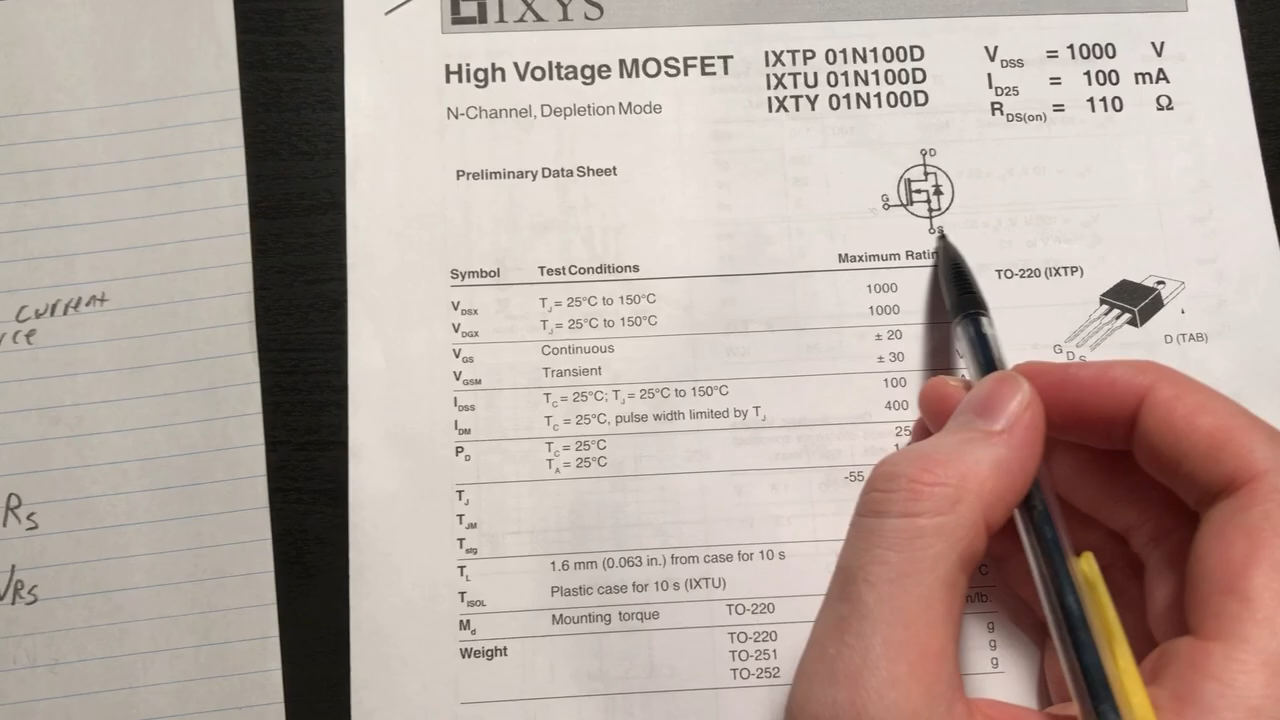 IXYS
High Voltage MOSFET
N-Channel, Depletion Mode
IXTP 01N100D
IXTU 01N100D
IXTY 01N100D
VDSS = 1000 V
ID25 = 100 mA
RDS(on) = 110 Ω
Preliminary Data Sheet
D
G
S
Symbol Test Conditions Maximum
VDSX TJ = 25°C to 150°C 1000
VDGX TJ = 25°C to 150°C 1000
VGS Continuous ± 20
VGSM Transient ± 30
IDSS TC = 25°C; TJ = 25°C to 150°C 100
IDM TC = 25°C, pulse width limited by TJ 400
PD TC = 25°C 25
TA = 25°C
TJ -55
TJM
Tstg
TL 1.6 mm (0.063 in.) from case for 10 s
TISOL Plastic case for 10 s (IXTU) C
Md Mounting torque TO-220 n/lb.
Weight TO-220 g
TO-251 g
TO-252 g
TO-220 (IXTP)
G D S
D (TAB)
current
RS
VRS